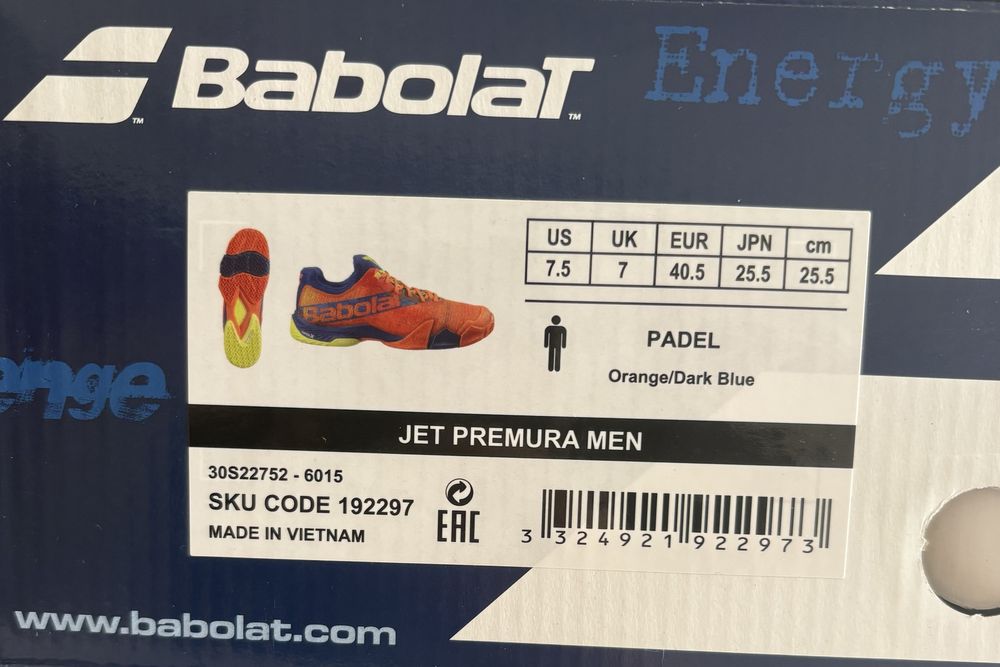 Babolat™
Energy
US UK EUR JPN cm
7.5 7 40.5 25.5 25.5
Babolat
PADEL
Orange/Dark Blue
enge
JET PREMURA MEN
30S22752 - 6015
SKU CODE 192297
MADE IN VIETNAM
EAC
3 324921 922973
www.babolat.com